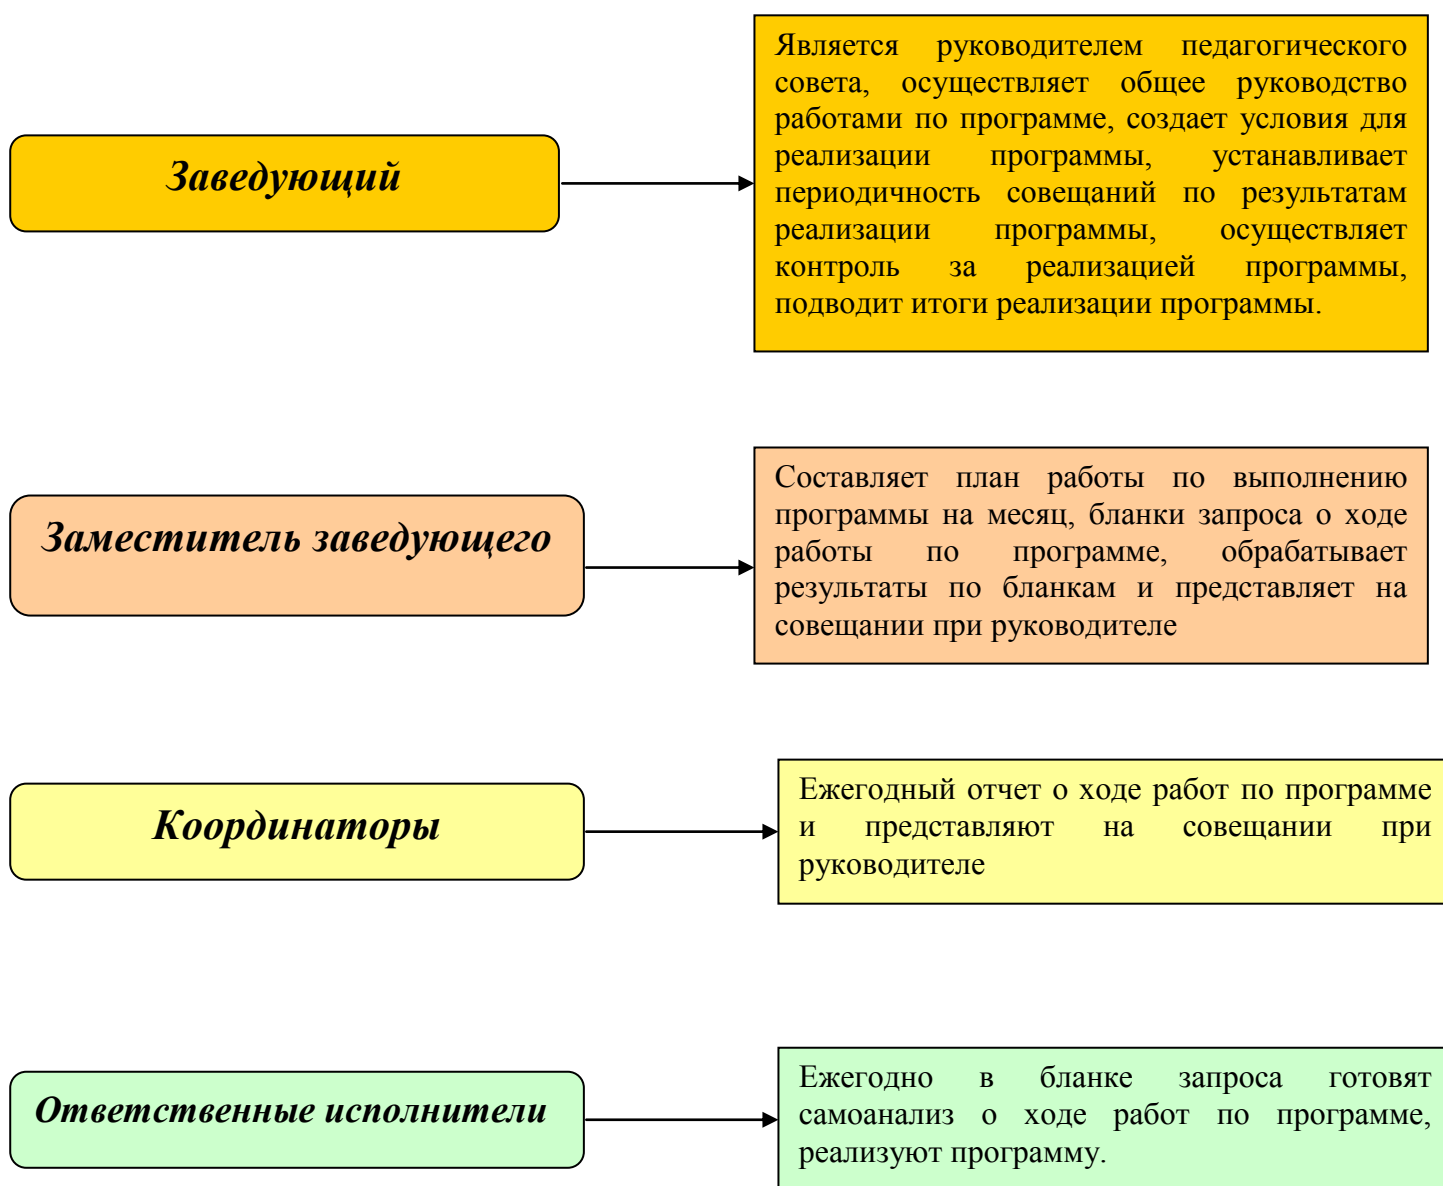 Заведующий
Является руководителем педагогического
совета, осуществляет общее руководство
работами по программе, создает условия для
реализации программы, устанавливает
периодичность совещаний по результатам
реализации программы, осуществляет
контроль за реализацией программы,
подводит итоги реализации программы.
Заместитель заведующего
Составляет план работы по выполнению
программы на месяц, бланки запроса о ходе
работы по программе, обрабатывает
результаты по бланкам и представляет на
совещании при руководителе
Координаторы
Ежегодный отчет о ходе работ по программе
и представляют на совещании при
руководителе
Ответственные исполнители
Ежегодно в бланке запроса готовят
самоанализ о ходе работ по программе,
реализуют программу.